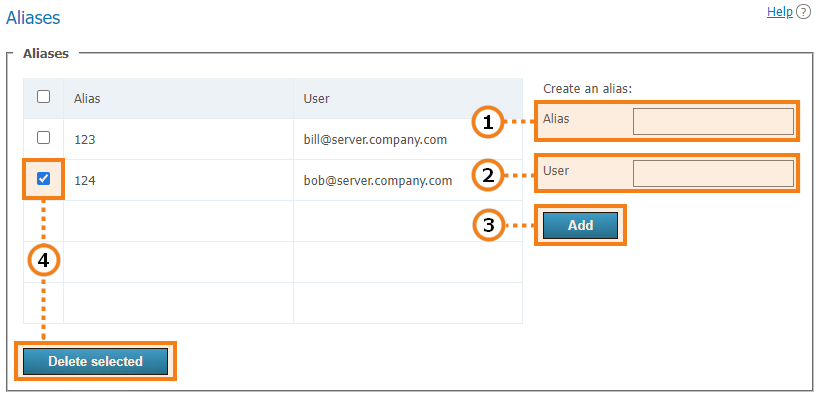 Aliases
Help ?
Aliases
Alias User
123 bill@server.company.com
124 bob@server.company.com
Create an alias:
1 Alias
2 User
3 Add
4
Delete selected